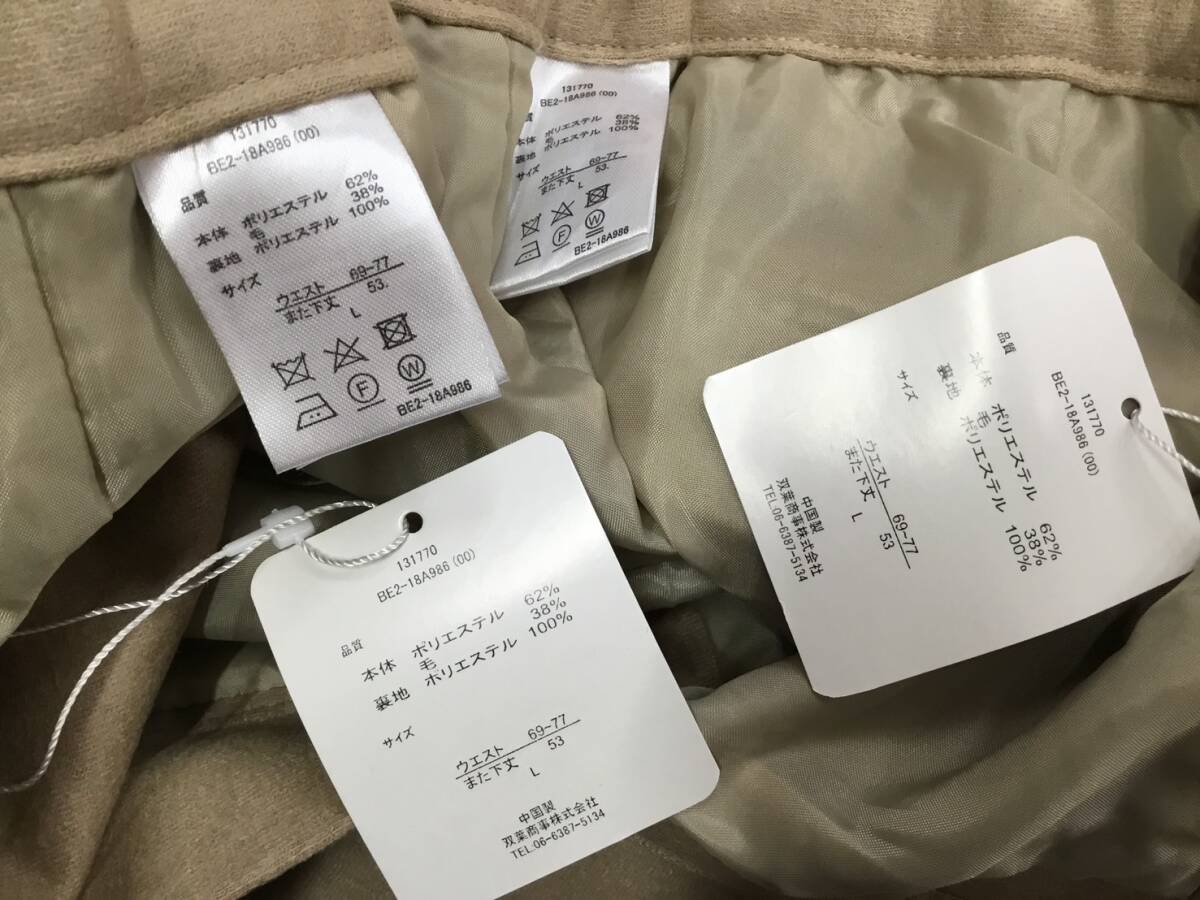 131770
BE2-18A986(00)
品質
本体 ポリエステル 62%
毛 38%
裏地 ポリエステル 100%
サイズ
ウエスト 69-77
また下丈 53.
L
F
W
BE2-18A986
131770
BE2-18A986(00)
品質
本体 ポリエステル 62%
毛 38%
裏地 ポリエステル 100%
サイズ
ウエスト 69-77
また下丈 53.
L
F
W
BE2-18A986
131770
BE2-18A986(00)
品質
本体 ポリエステル 62%
毛 38%
裏地 ポリエステル 100%
サイズ
ウエスト 69-77
また下丈 53
L
中国製
双葉商事株式会社
TEL:06-6387-5134
131770
BE2-18A986(00)
品質
本体 ポリエステル 62%
毛 38%
裏地 ポリエステル 100%
サイズ
ウエスト 69-77
また下丈 53
L
中国製
双葉商事株式会社
TEL:06-6387-5134